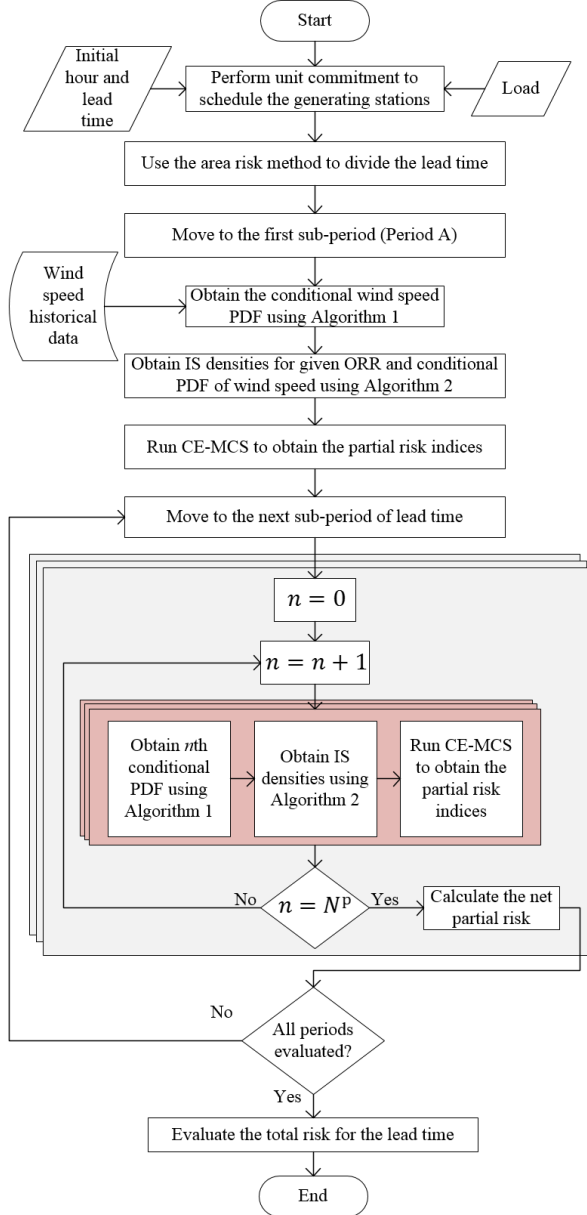 Start
Initial
hour and
lead
time
Perform unit commitment to
schedule the generating stations
Load
Use the area risk method to divide the lead time
Move to the first sub-period (Period A)
Wind
speed
historical
data
Obtain the conditional wind speed
PDF using Algorithm 1
Obtain IS densities for given ORR and conditional
PDF of wind speed using Algorithm 2
Run CE-MCS to obtain the partial risk indices
Move to the next sub-period of lead time
n = 0
n = n + 1
Obtain nth
conditional
PDF using
Algorithm 1
Obtain IS
densities using
Algorithm 2
Run CE-MCS
to obtain the
partial risk
indices
No
n = Nᵖ
Yes
Calculate the net
partial risk
No
All periods
evaluated?
Yes
Evaluate the total risk for the lead time
End